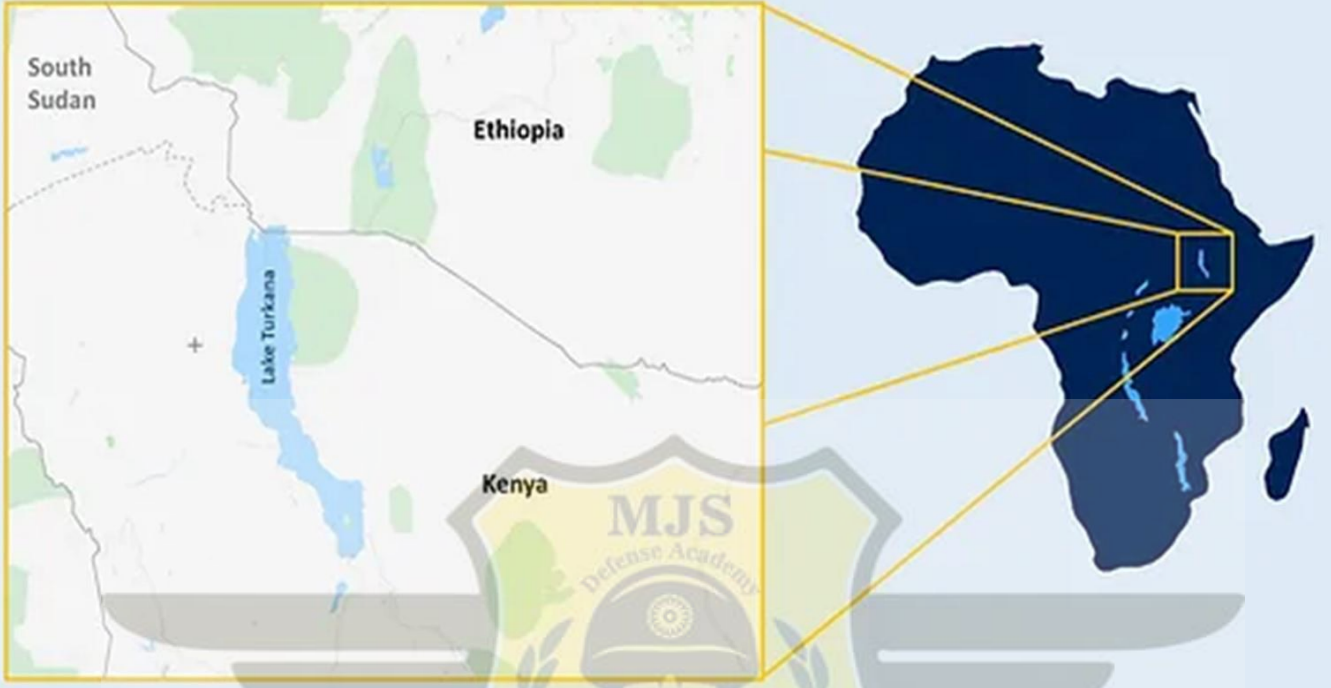 South
Sudan
Ethiopia
Lake Turkana
Kenya
MJS
Defense Academy